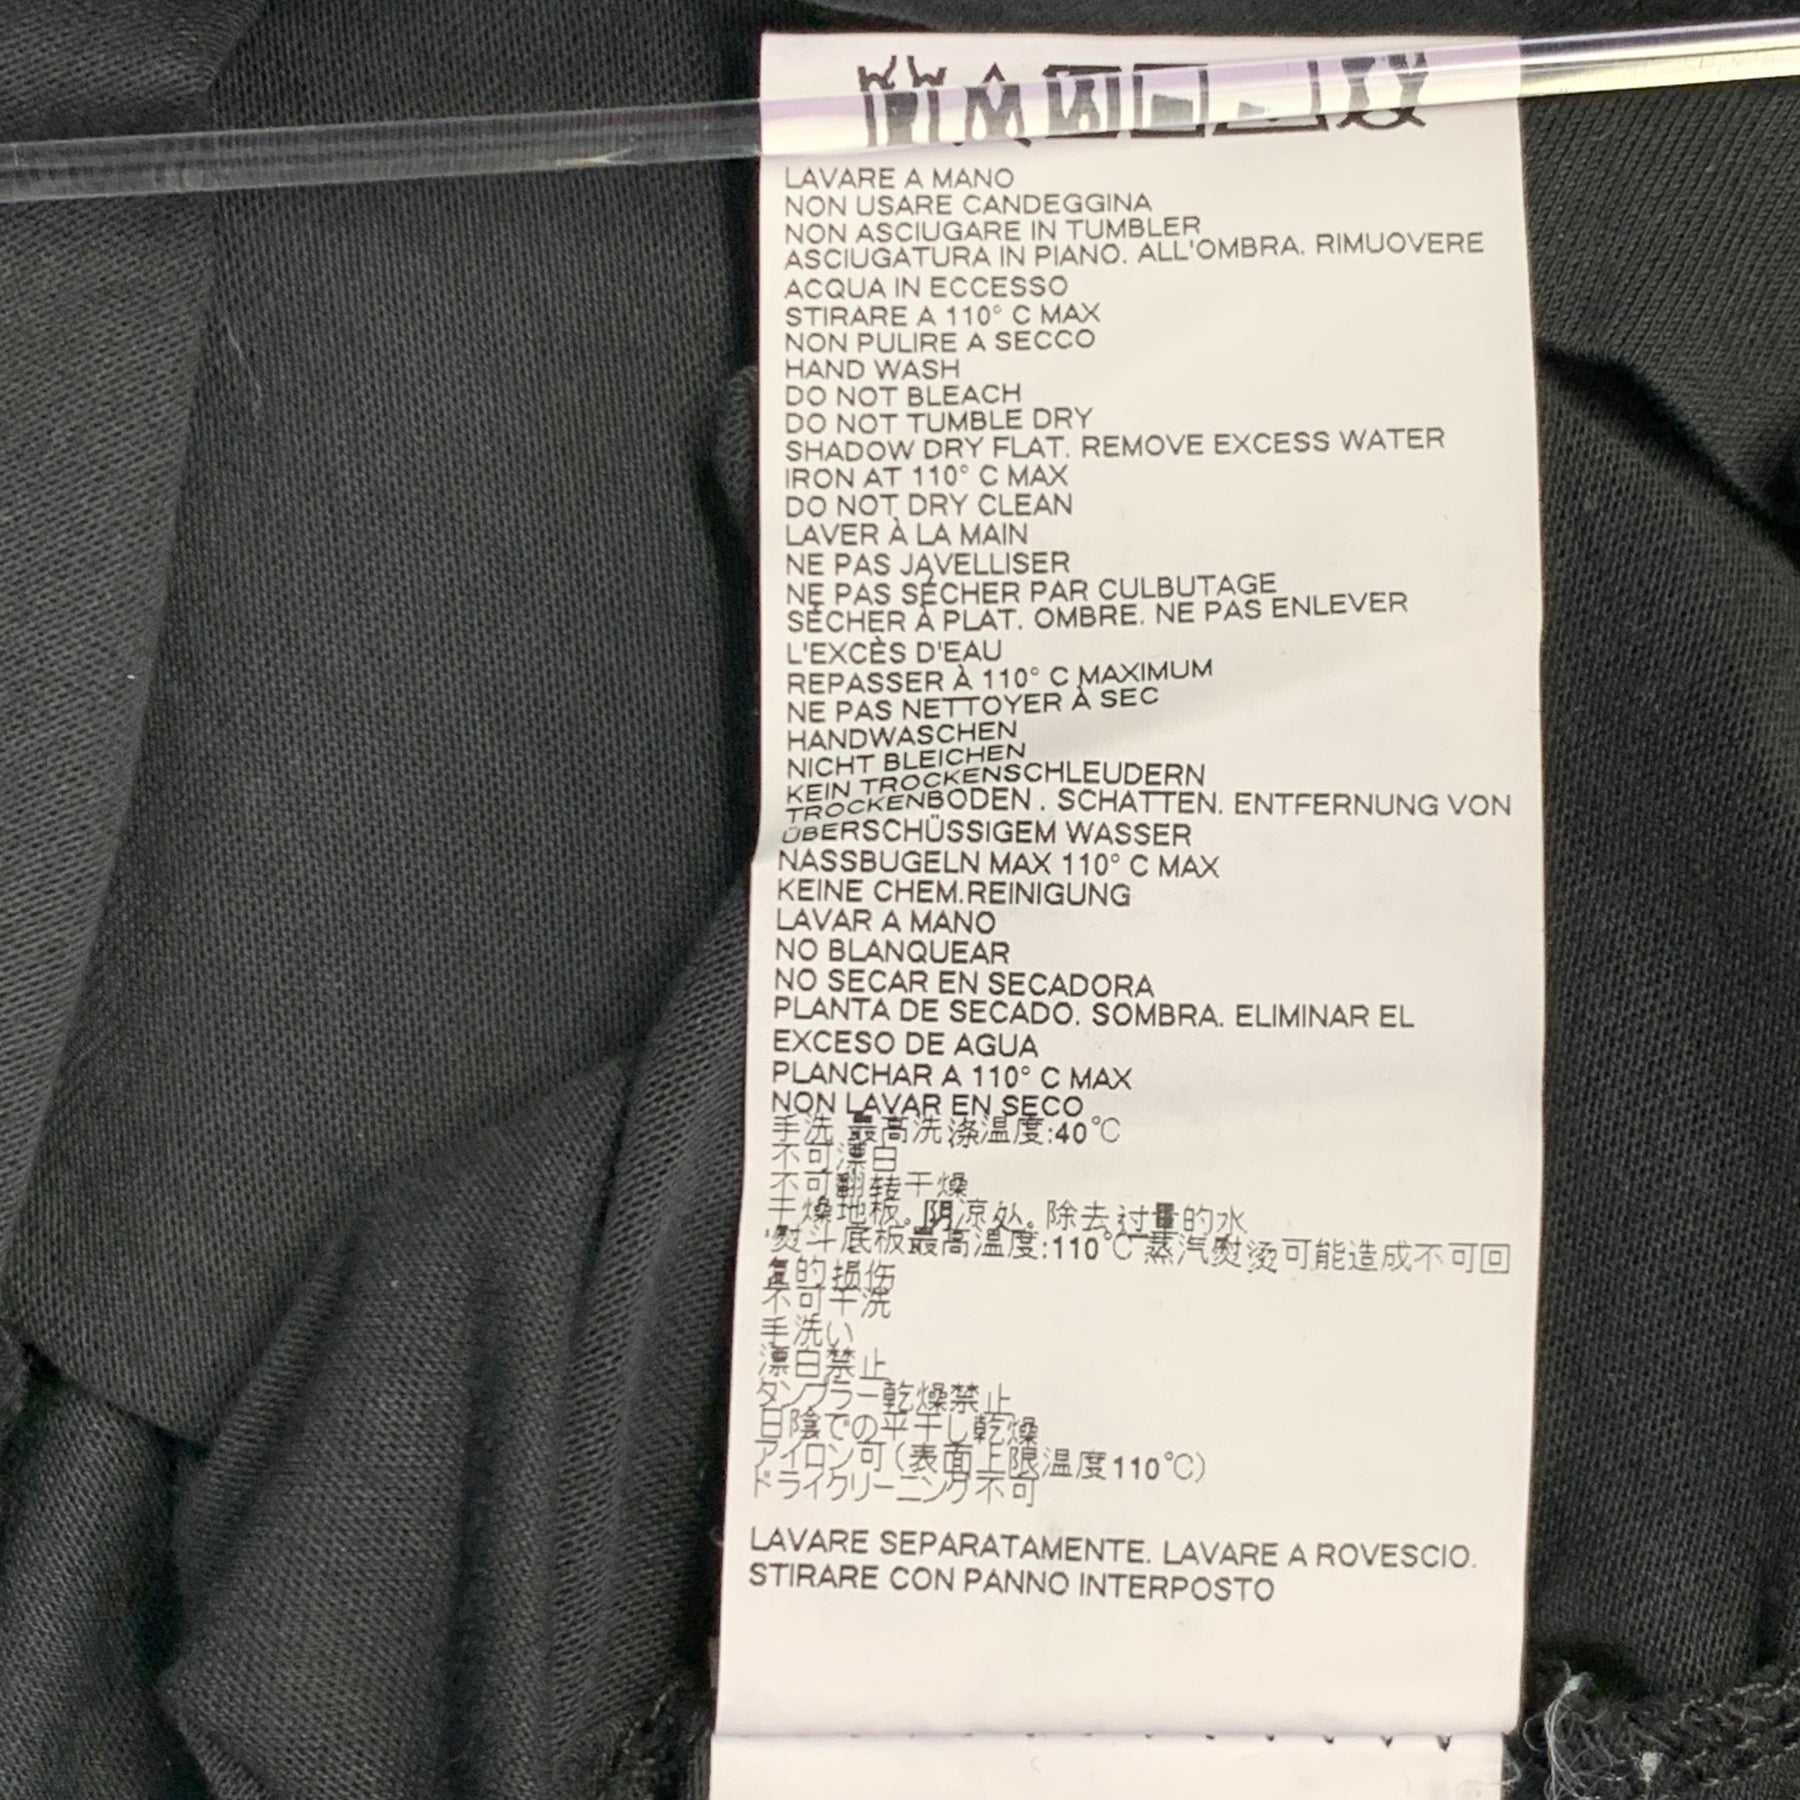 LAVARE A MANO
NON USARE CANDEGGINA
NON ASCIUGARE IN TUMBLER
ASCIUGATURA IN PIANO. ALL'OMBRA. RIMUOVERE
ACQUA IN ECCESSO
STIRARE A 110° C MAX
NON PULIRE A SECCO
HAND WASH
DO NOT BLEACH
DO NOT TUMBLE DRY
SHADOW DRY FLAT. REMOVE EXCESS WATER
IRON AT 110° C MAX
DO NOT DRY CLEAN
LAVER À LA MAIN
NE PAS JAVELLISER
NE PAS SÉCHER PAR CULBUTAGE
SÉCHER À PLAT. OMBRE. NE PAS ENLEVER
L'EXCÈS D'EAU
REPASSER À 110° C MAXIMUM
NE PAS NETTOYER À SEC
HANDWASCHEN
NICHT BLEICHEN
KEIN TROCKENSCHLEUDERN
TROCKENBODEN . SCHATTEN. ENTFERNUNG VON
ÜBERSCHÜSSIGEM WASSER
NASSBUGELN MAX 110° C MAX
KEINE CHEM.REINIGUNG
LAVAR A MANO
NO BLANQUEAR
NO SECAR EN SECADORA
PLANTA DE SECADO. SOMBRA. ELIMINAR EL
EXCESO DE AGUA
PLANCHAR A 110° C MAX
NON LAVAR EN SECO
手洗 最高洗涤温度:40℃
不可漂白
不可翻转干燥
干燥地板。阴凉处。除去过量的水
熨斗底板最高温度:110℃ 蒸汽熨烫可能造成不可回
复的损伤
不可干洗
手洗い
漂白禁止
タンブラー乾燥禁止
日陰での平干し乾燥
アイロン可(表面上限温度110℃)
ドライクリーニング不可
LAVARE SEPARATAMENTE. LAVARE A ROVESCIO.
STIRARE CON PANNO INTERPOSTO